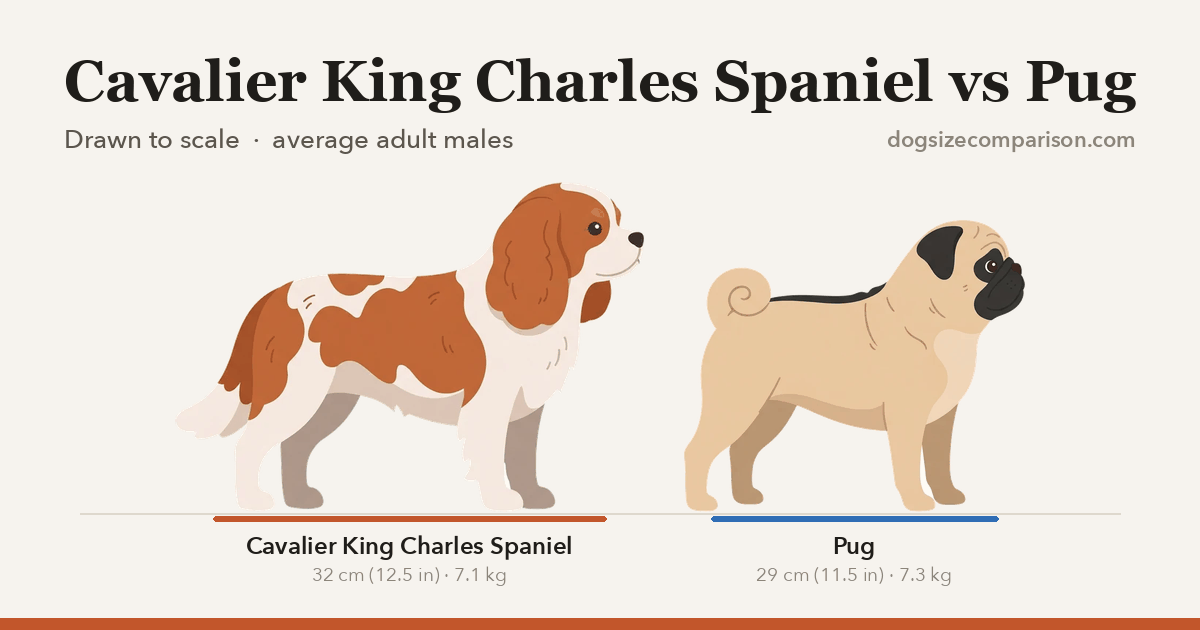 Cavalier King Charles Spaniel vs Pug
Drawn to scale · average adult males
dogsizecomparison.com
Cavalier King Charles Spaniel
32 cm (12.5 in) · 7.1 kg
Pug
29 cm (11.5 in) · 7.3 kg